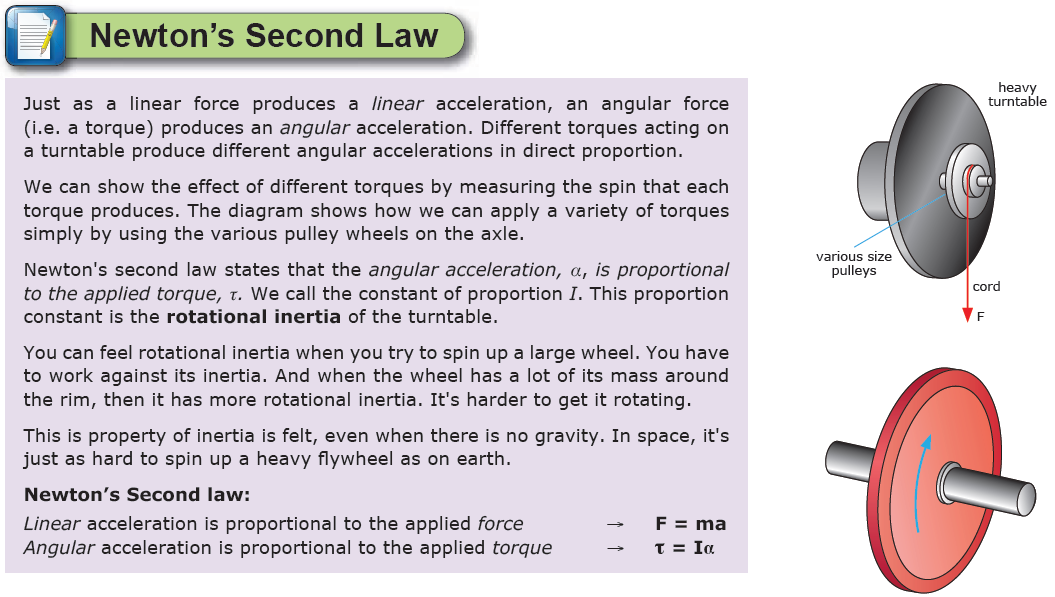 Newton's Second Law
Just as a linear force produces a linear acceleration, an angular force
(i.e. a torque) produces an angular acceleration. Different torques acting on
a turntable produce different angular accelerations in direct proportion.
We can show the effect of different torques by measuring the spin that each
torque produces. The diagram shows how we can apply a variety of torques
simply by using the various pulley wheels on the axle.
Newton's second law states that the angular acceleration, α, is proportional
to the applied torque, τ. We call the constant of proportion I. This proportion
constant is the rotational inertia of the turntable.
You can feel rotational inertia when you try to spin up a large wheel. You have
to work against its inertia. And when the wheel has a lot of its mass around
the rim, then it has more rotational inertia. It's harder to get it rotating.
This is property of inertia is felt, even when there is no gravity. In space, it's
just as hard to spin up a heavy flywheel as on earth.
Newton's Second law:
Linear acceleration is proportional to the applied force → F = ma
Angular acceleration is proportional to the applied torque → τ = Iα
heavy
turntable
various size
pulleys
cord
F